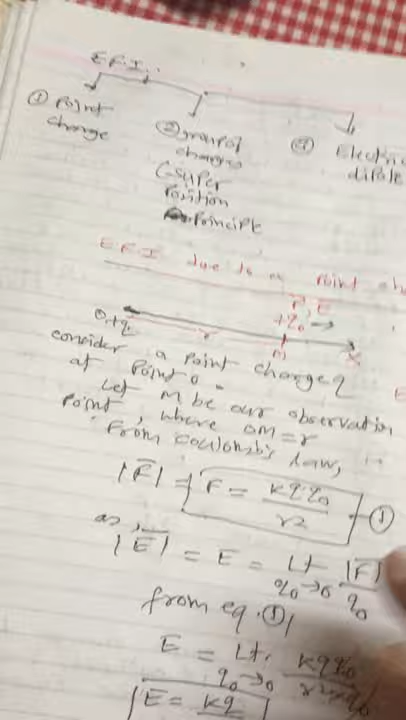 E.F.I.
① Point charge
② group of charges
(super position Principle
③ Electric dipole
E.F.I due to a point
r, E
O,+q r +q₀ → M X
consider a point charge q
at point O.
Let M be our observation
point, where OM=r
From Coulomb's law,
|F̄| = F = kqq₀/r² -①
as,
|Ē| = E = Lt q₀→0 |F̄|/q₀
from eq.①,
E = Lt. q₀→0 kqq₀/r²×q₀
E = kq